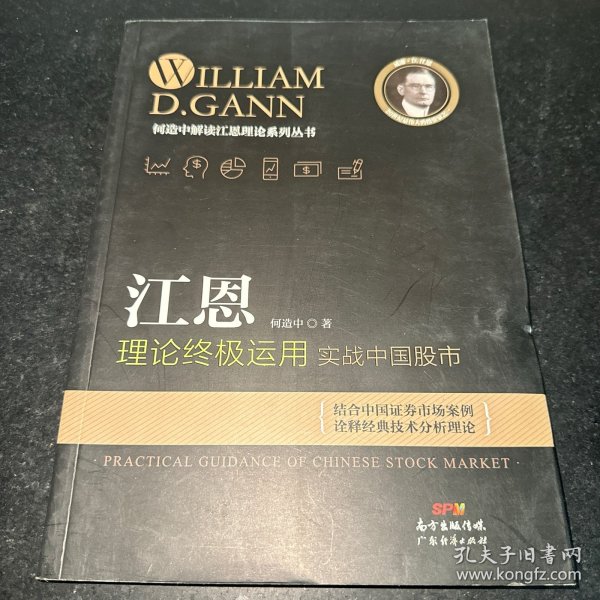 WILLIAM
D.GANN
何造中解读江恩理论系列丛书
江恩
何造中◎著
理论终极运用 实战中国股市
结合中国证券市场案例
诠释经典技术分析理论
· PRACTICAL GUIDANCE OF CHINESE STOCK MARKET ·
SPM
南方出版传媒
广东经济出版社
孔夫子旧书网
www.kongfz.com